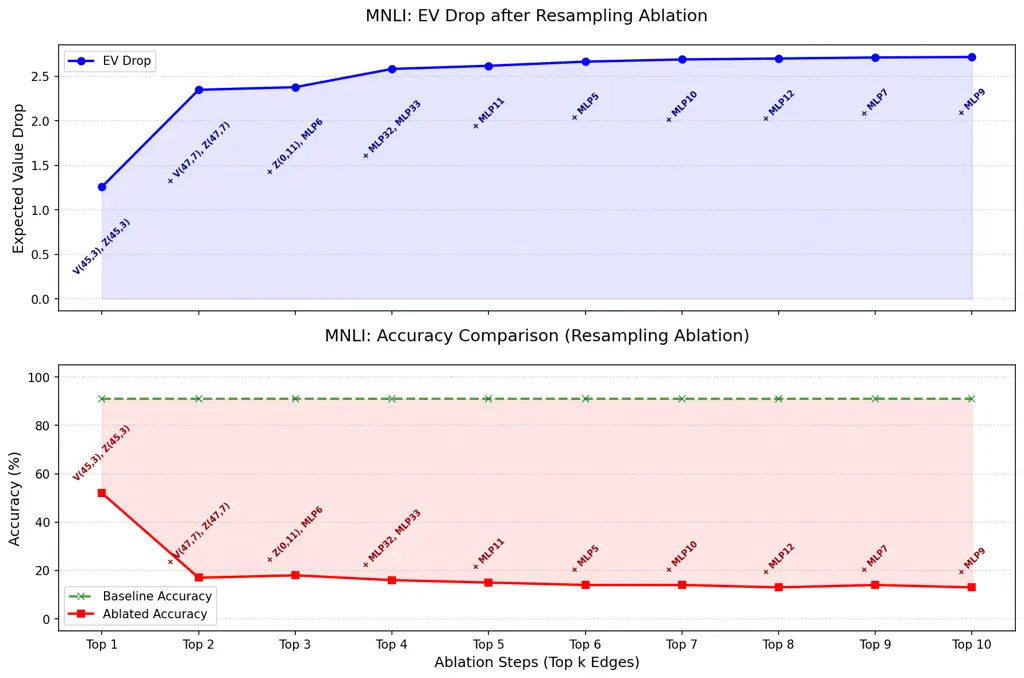 MNLI: EV Drop after Resampling Ablation
Expected Value Drop
2.5
2.0
1.5
1.0
0.5
0.0
EV Drop
V(45,3), Z(45,3)
+ V(47,7), Z(47,7)
+ Z(0,11), MLP6
+ MLP32, MLP33
+ MLP11
+ MLP5
+ MLP10
+ MLP12
+ MLP7
+ MLP9
MNLI: Accuracy Comparison (Resampling Ablation)
Accuracy (%)
100
80
60
40
20
0
V(45,3), Z(45,3)
+ V(47,7), Z(47,7)
+ Z(0,11), MLP6
+ MLP32, MLP33
+ MLP11
+ MLP5
+ MLP10
+ MLP12
+ MLP7
+ MLP9
Baseline Accuracy
Ablated Accuracy
Top 1 Top 2 Top 3 Top 4 Top 5 Top 6 Top 7 Top 8 Top 9 Top 10
Ablation Steps (Top k Edges)